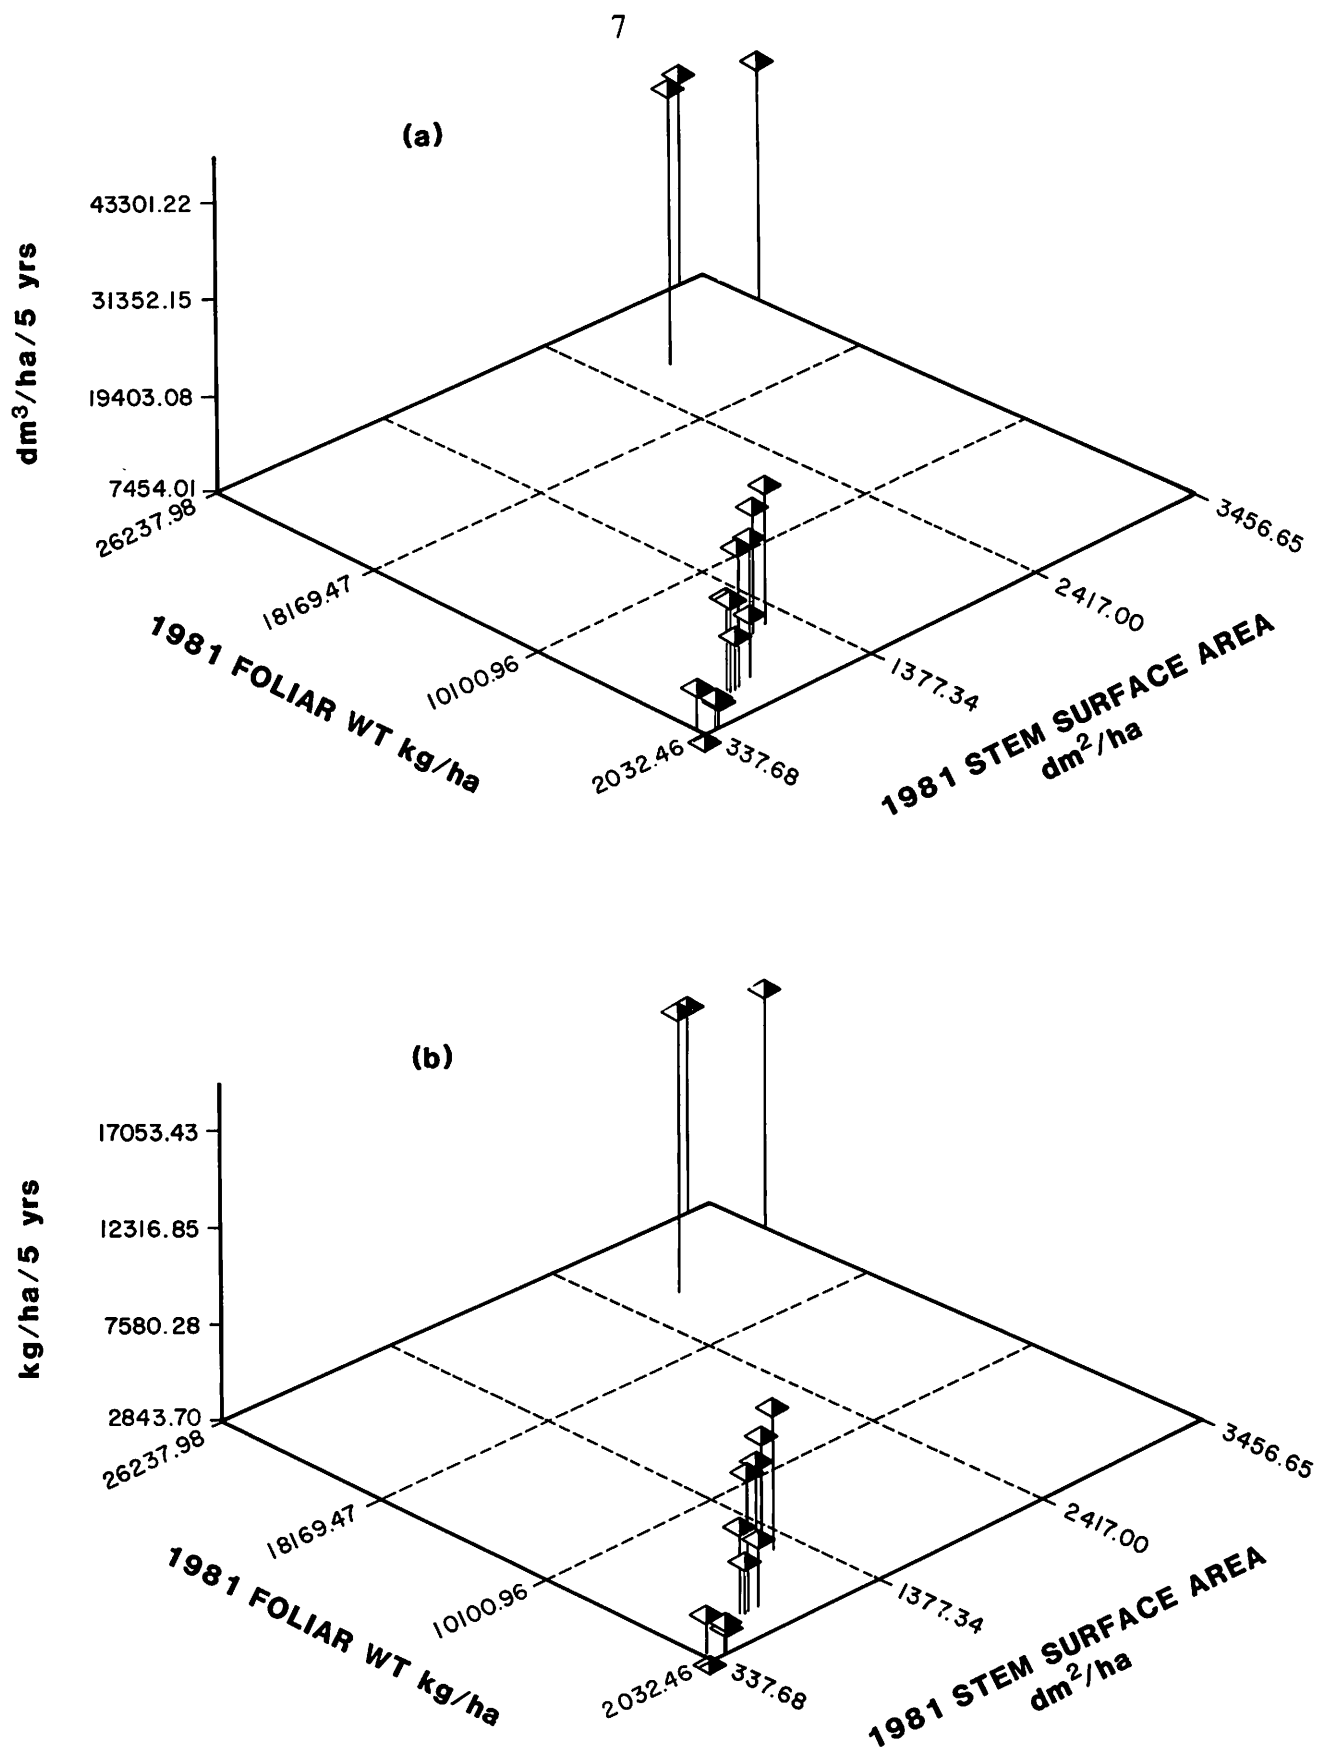 7
(a)
43301.22
31352.15
19403.08
7454.01
dm³/ha/5 yrs
26237.98
18169.47
10100.96
2032.46
1981 FOLIAR WT kg/ha
3456.65
2417.00
1377.34
337.68
1981 STEM SURFACE AREA
dm²/ha
(b)
17053.43
12316.85
7580.28
2843.70
kg/ha/5 yrs
26237.98
18169.47
10100.96
2032.46
1981 FOLIAR WT kg/ha
3456.65
2417.00
1377.34
337.68
1981 STEM SURFACE AREA
dm²/ha